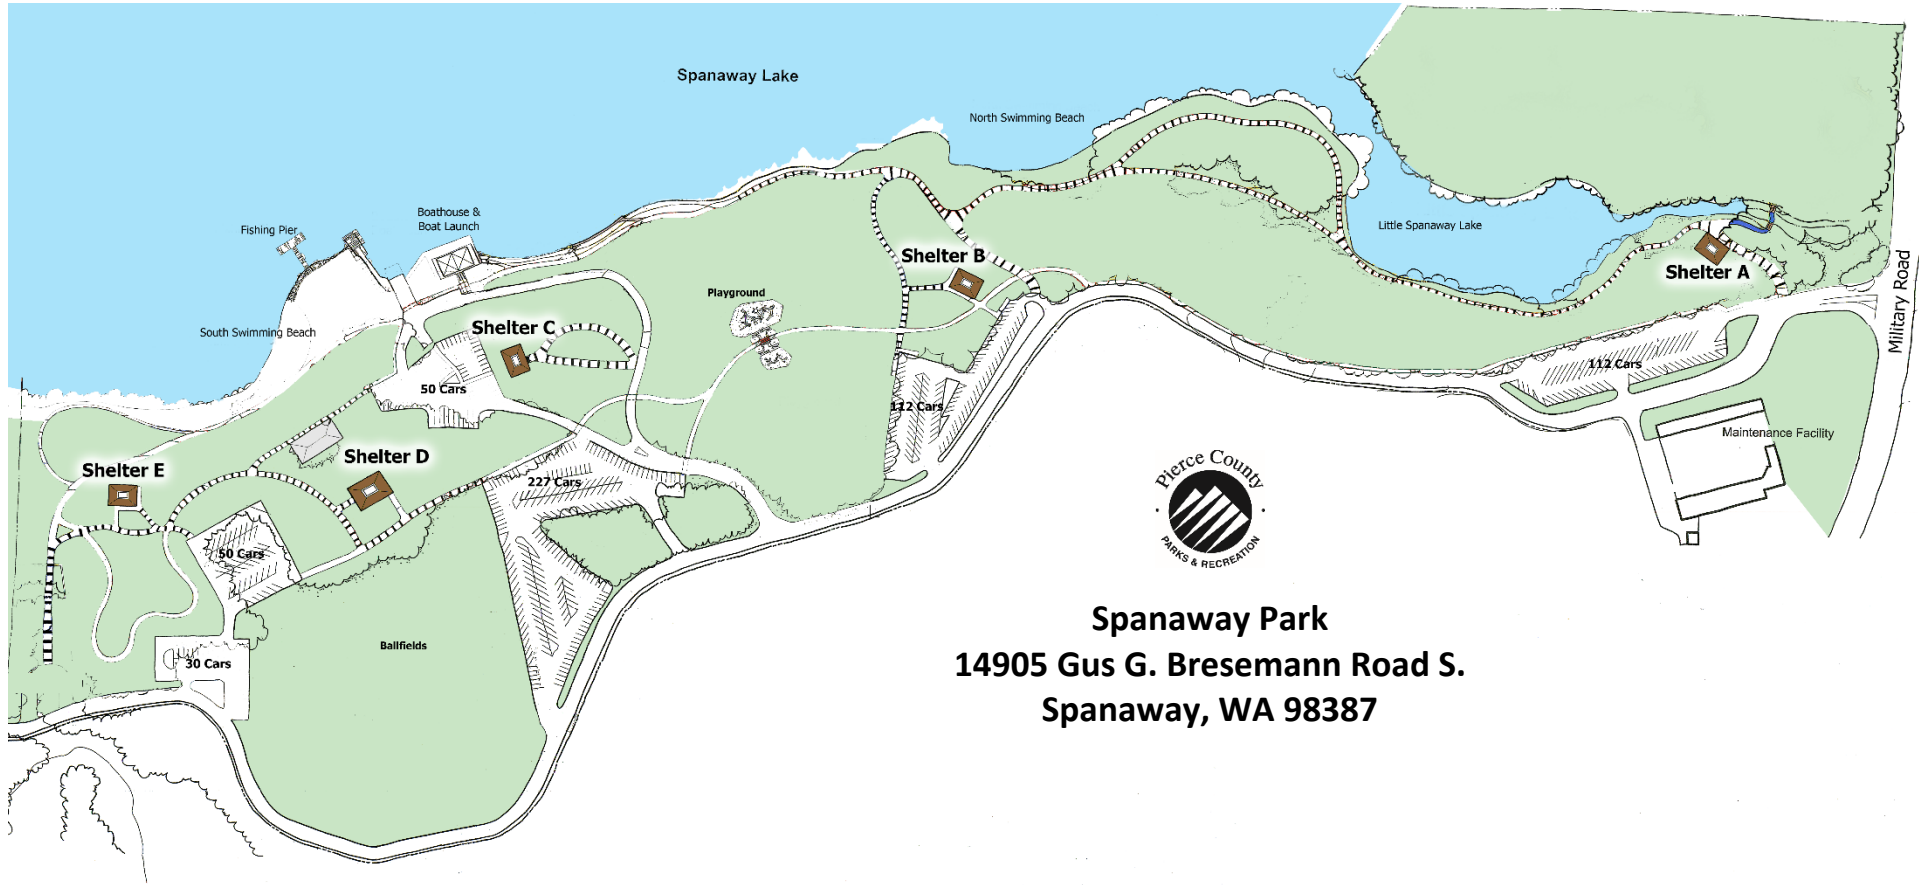 Spanaway Lake
North Swimming Beach
Boathouse &
Boat Launch
Fishing Pier
Little Spanaway Lake
Shelter B
Shelter A
Military Road
Playground
South Swimming Beach
Shelter C
112 Cars
50 Cars
112 Cars
Maintenance Facility
Shelter D
Shelter E
227 Cars
Pierce County
PARKS & RECREATION
50 Cars
Ballfields
30 Cars
Spanaway Park
14905 Gus G. Bresemann Road S.
Spanaway, WA 98387